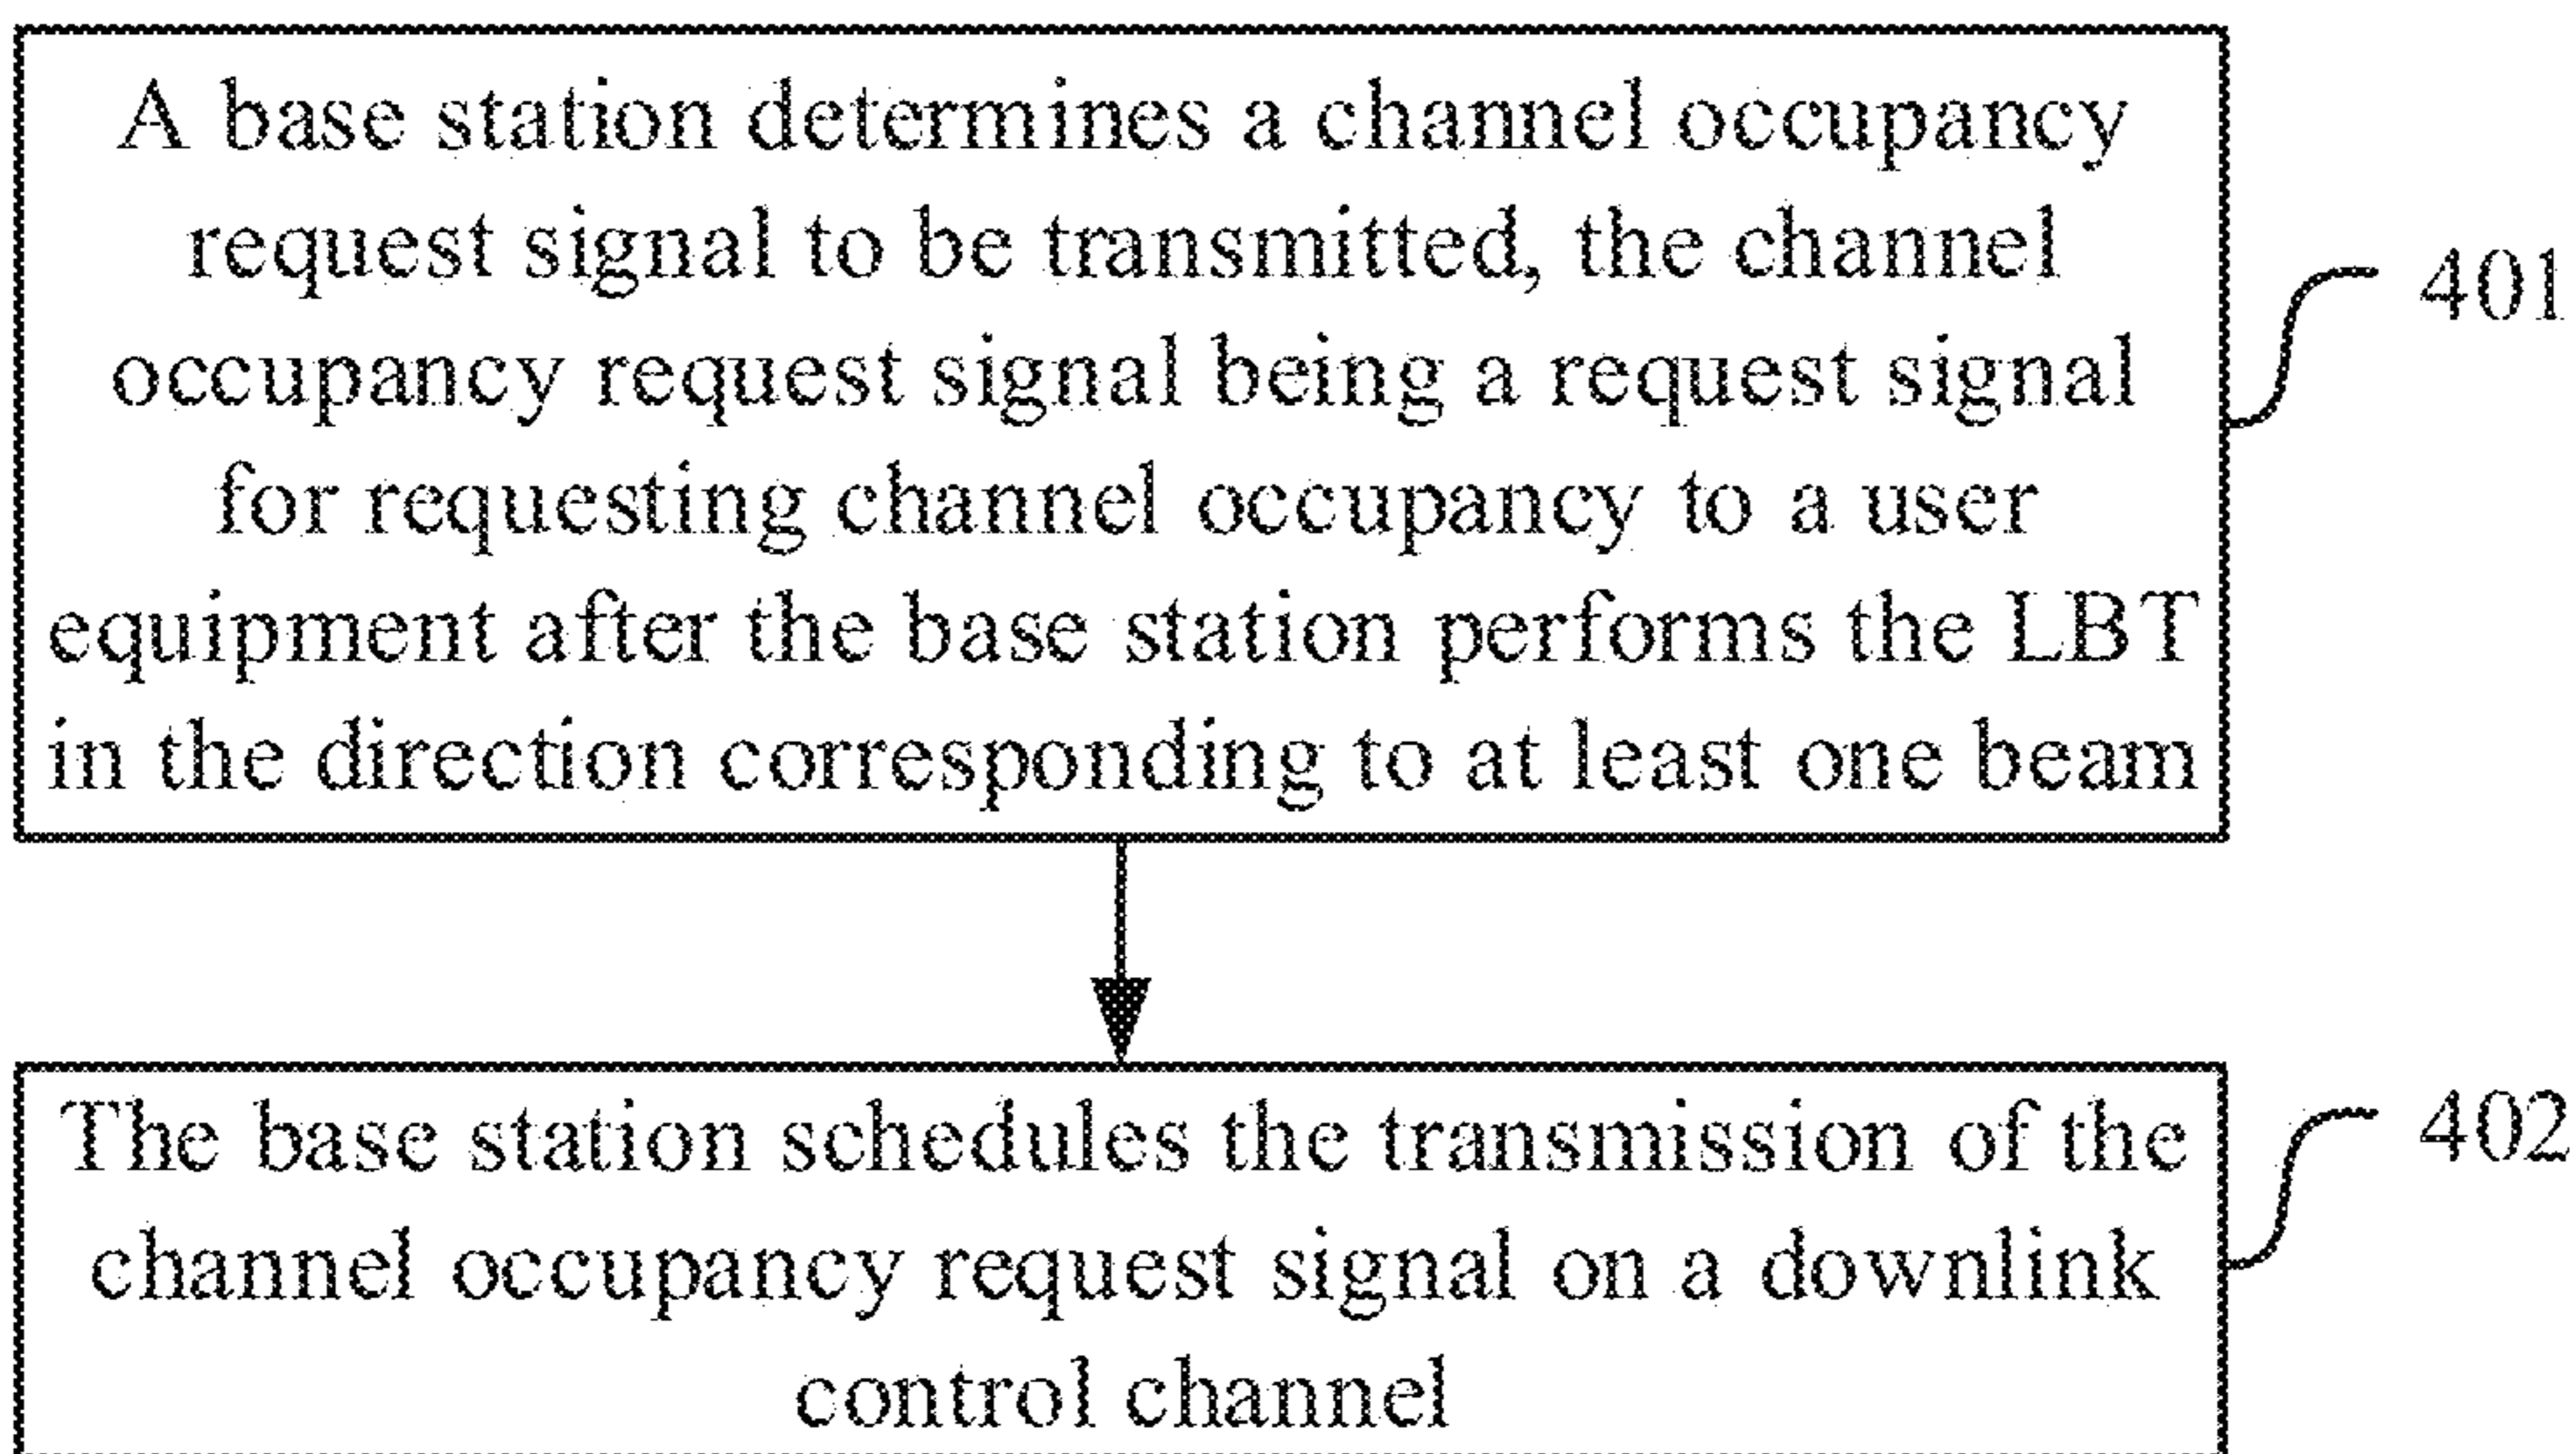 A base station determines a channel occupancy
request signal to be transmitted, the channel
occupancy request signal being a request signal
for requesting channel occupancy to a user
equipment after the base station performs the LBT
in the direction corresponding to at least one beam
401
The base station schedules the transmission of the
channel occupancy request signal on a downlink
control channel
402